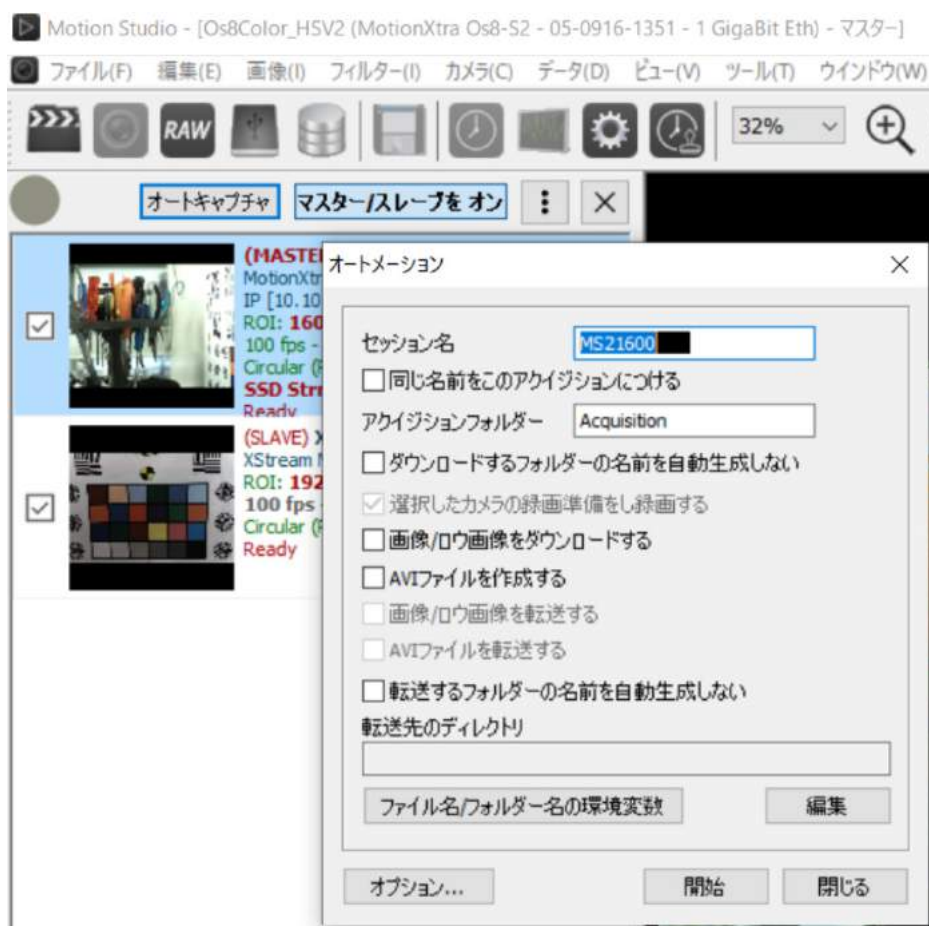 Motion Studio - [Os8Color_H5V2 (MotionXtra Os8-S2 - 05-0916-1351 - 1 GigaBit Eth) - マスター]
ファイル(F) 編集(E) 画像(I) フィルター(I) カメラ(C) データ(D) ビュー(V) ツール(T) ウインドウ(W)
RAW 32%
オートキャプチャ マスター/スレーブを オン
(MASTER
MotionXtr
IP [10.10
ROI: 160
100 fps -
Circular (
SSD Stre
Ready
(SLAVE) X
XStream
ROI: 192
100 fps
Circular (
Ready
オートメーション
セッション名 MS21600
同じ名前をこのアクイジションにつける
アクイジションフォルダー Acquisition
ダウンロードするフォルダーの名前を自動生成しない
選択したカメラの録画準備をし録画する
画像/ロウ画像をダウンロードする
AVIファイルを作成する
画像/ロウ画像を転送する
AVIファイルを転送する
転送するフォルダーの名前を自動生成しない
転送先のディレクトリ
ファイル名/フォルダー名の環境変数 編集
オプション... 開始 閉じる